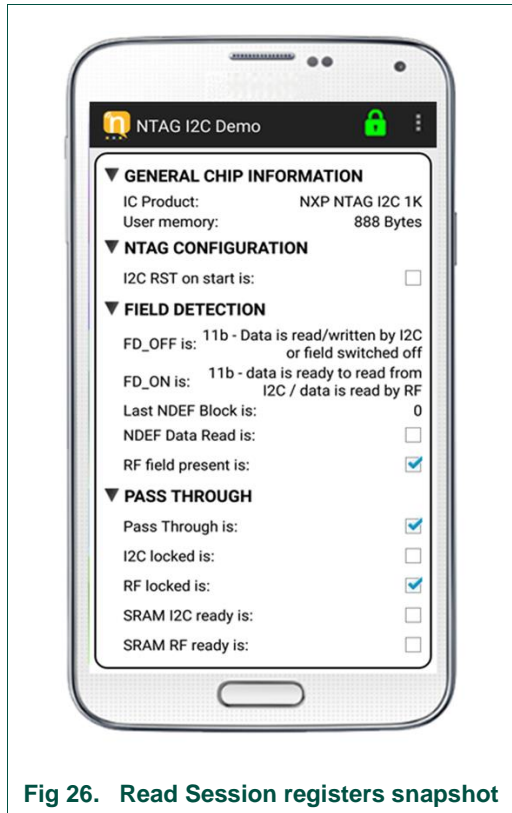 NTAG I2C Demo
▼ GENERAL CHIP INFORMATION
IC Product: NXP NTAG I2C 1K
User memory: 888 Bytes
▼ NTAG CONFIGURATION
I2C RST on start is:
▼ FIELD DETECTION
FD_OFF is: 11b - Data is read/written by I2C
or field switched off
FD_ON is: 11b - data is ready to read from
I2C / data is read by RF
Last NDEF Block is: 0
NDEF Data Read is:
RF field present is:
▼ PASS THROUGH
Pass Through is:
I2C locked is:
RF locked is:
SRAM I2C ready is:
SRAM RF ready is:
Fig 26. Read Session registers snapshot